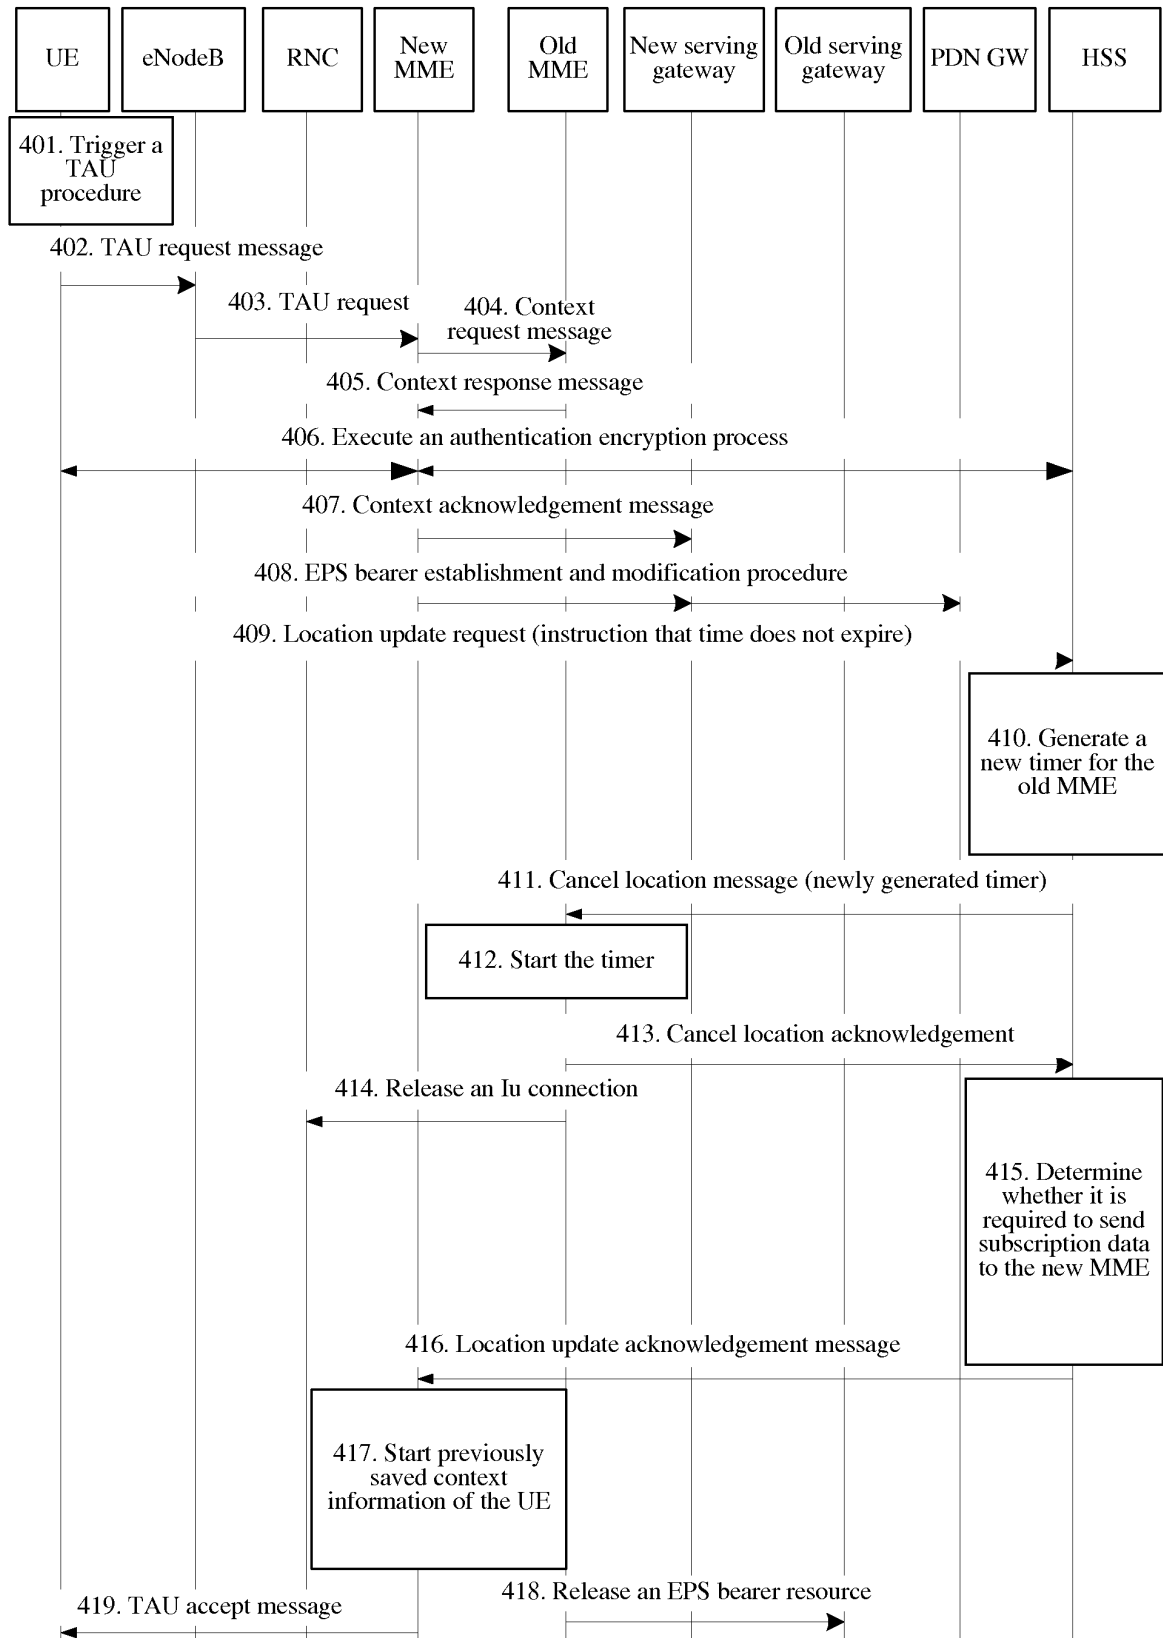 UE
eNodeB
RNC
New
MME
Old
MME
New serving
gateway
Old serving
gateway
PDN GW
HSS
401. Trigger a
TAU
procedure
402. TAU request message
403. TAU request
404. Context
request message
405. Context response message
406. Execute an authentication encryption process
407. Context acknowledgement message
408. EPS bearer establishment and modification procedure
409. Location update request (instruction that time does not expire)
410. Generate a
new timer for the
old MME
411. Cancel location message (newly generated timer)
412. Start the timer
413. Cancel location acknowledgement
414. Release an Iu connection
415. Determine
whether it is
required to send
subscription data
to the new MME
416. Location update acknowledgement message
417. Start previously
saved context
information of the UE
418. Release an EPS bearer resource
419. TAU accept message